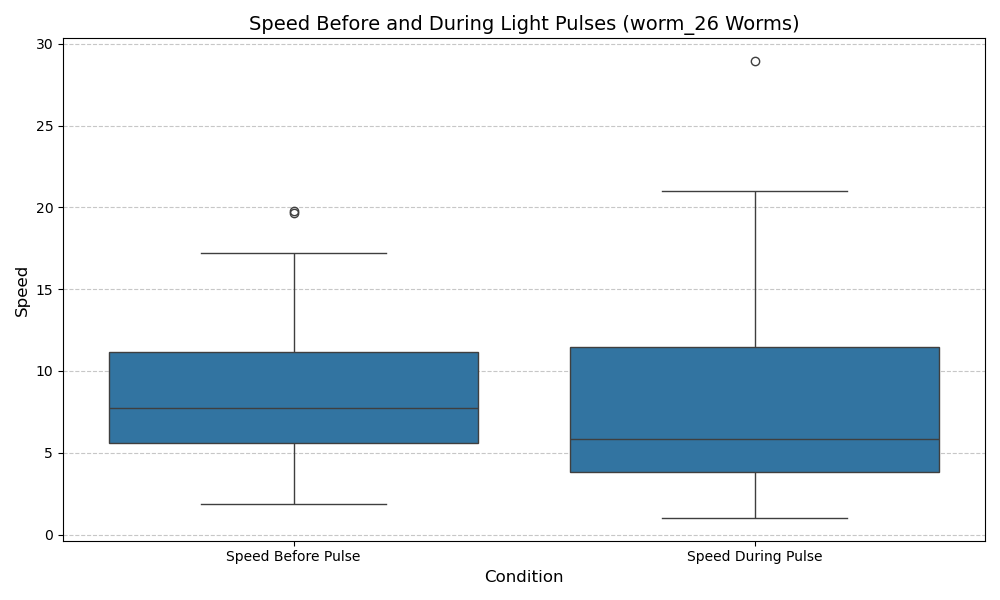 Speed Before and During Light Pulses (worm_26 Worms)
30
25
20
15
10
5
0
Speed
Speed Before Pulse
Speed During Pulse
Condition